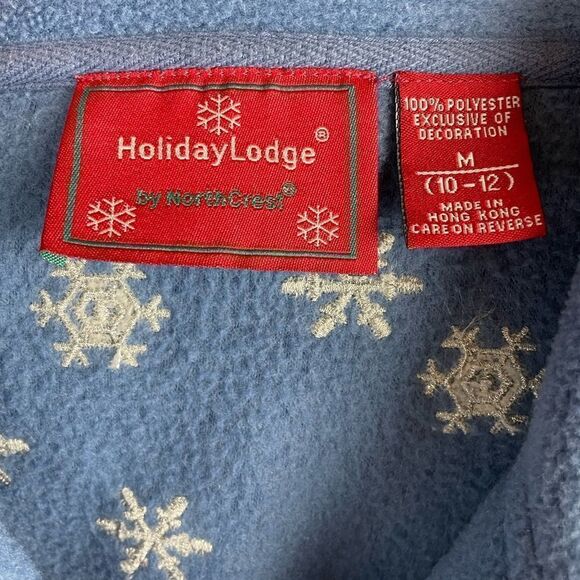 HolidayLodge®
by NorthCrest®
100% POLYESTER
EXCLUSIVE OF
DECORATION
M
(10-12)
MADE IN
HONG KONG
CARE ON REVERSE